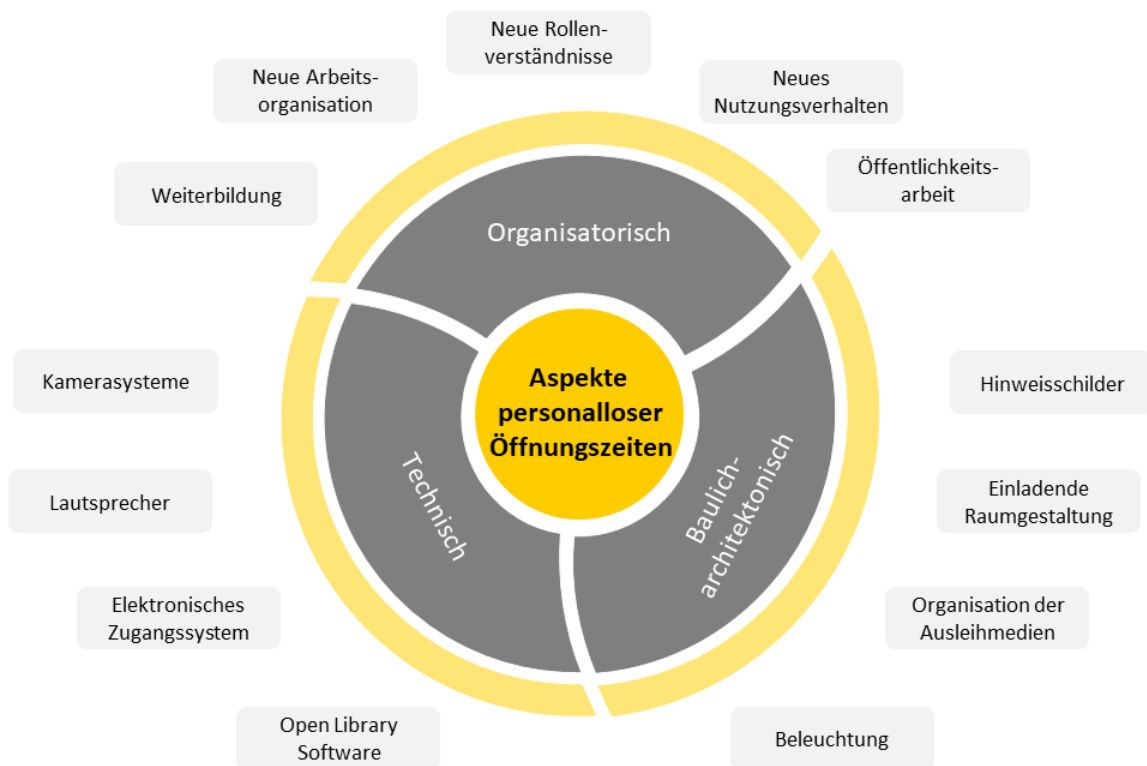 Neue Rollen-
verständnisse
Neue Arbeits-
organisation
Neues
Nutzungsverhalten
Weiterbildung
Öffentlichkeits-
arbeit
Organisatorisch
Aspekte
personalloser
Öffnungszeiten
Technisch
Baulich-
architektonisch
Kamerasysteme
Lautsprecher
Elektronisches
Zugangssystem
Open Library
Software
Hinweisschilder
Einladende
Raumgestaltung
Organisation der
Ausleihmedien
Beleuchtung